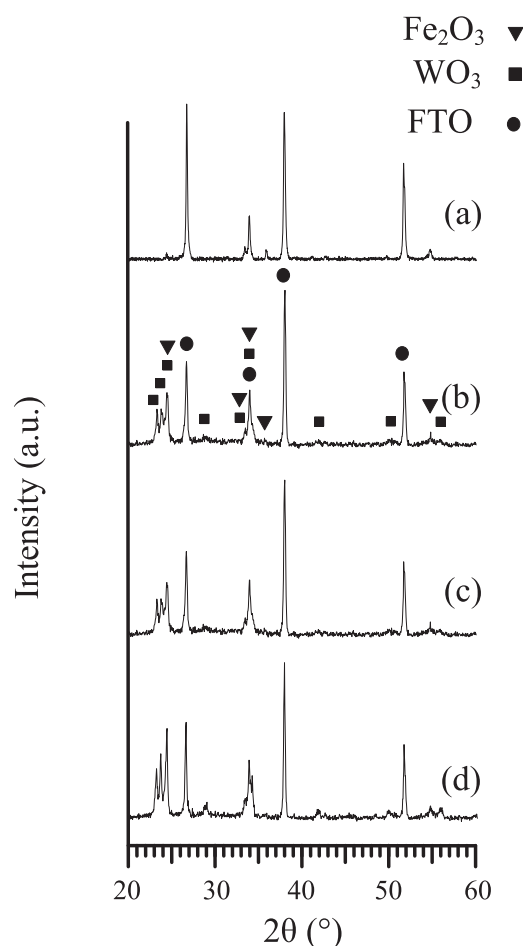 Fe₂O₃ ▼
WO₃ ■
FTO ●
(a)
(b)
(c)
(d)
Intensity (a.u.)
20 30 40 50 60
2θ (°)